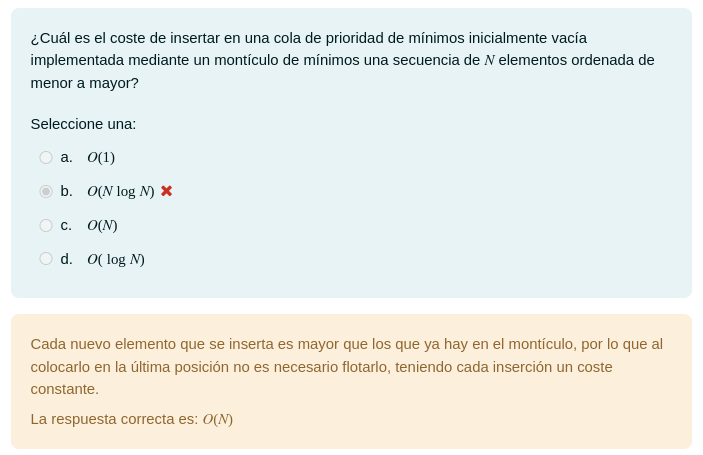 ¿Cuál es el coste de insertar en una cola de prioridad de mínimos inicialmente vacía
implementada mediante un montículo de mínimos una secuencia de N elementos ordenada de
menor a mayor?
Seleccione una:
a. O(1)
b. O(N log N) ✖
c. O(N)
d. O( log N)
Cada nuevo elemento que se inserta es mayor que los que ya hay en el montículo, por lo que al
colocarlo en la última posición no es necesario flotarlo, teniendo cada inserción un coste
constante.
La respuesta correcta es: O(N)